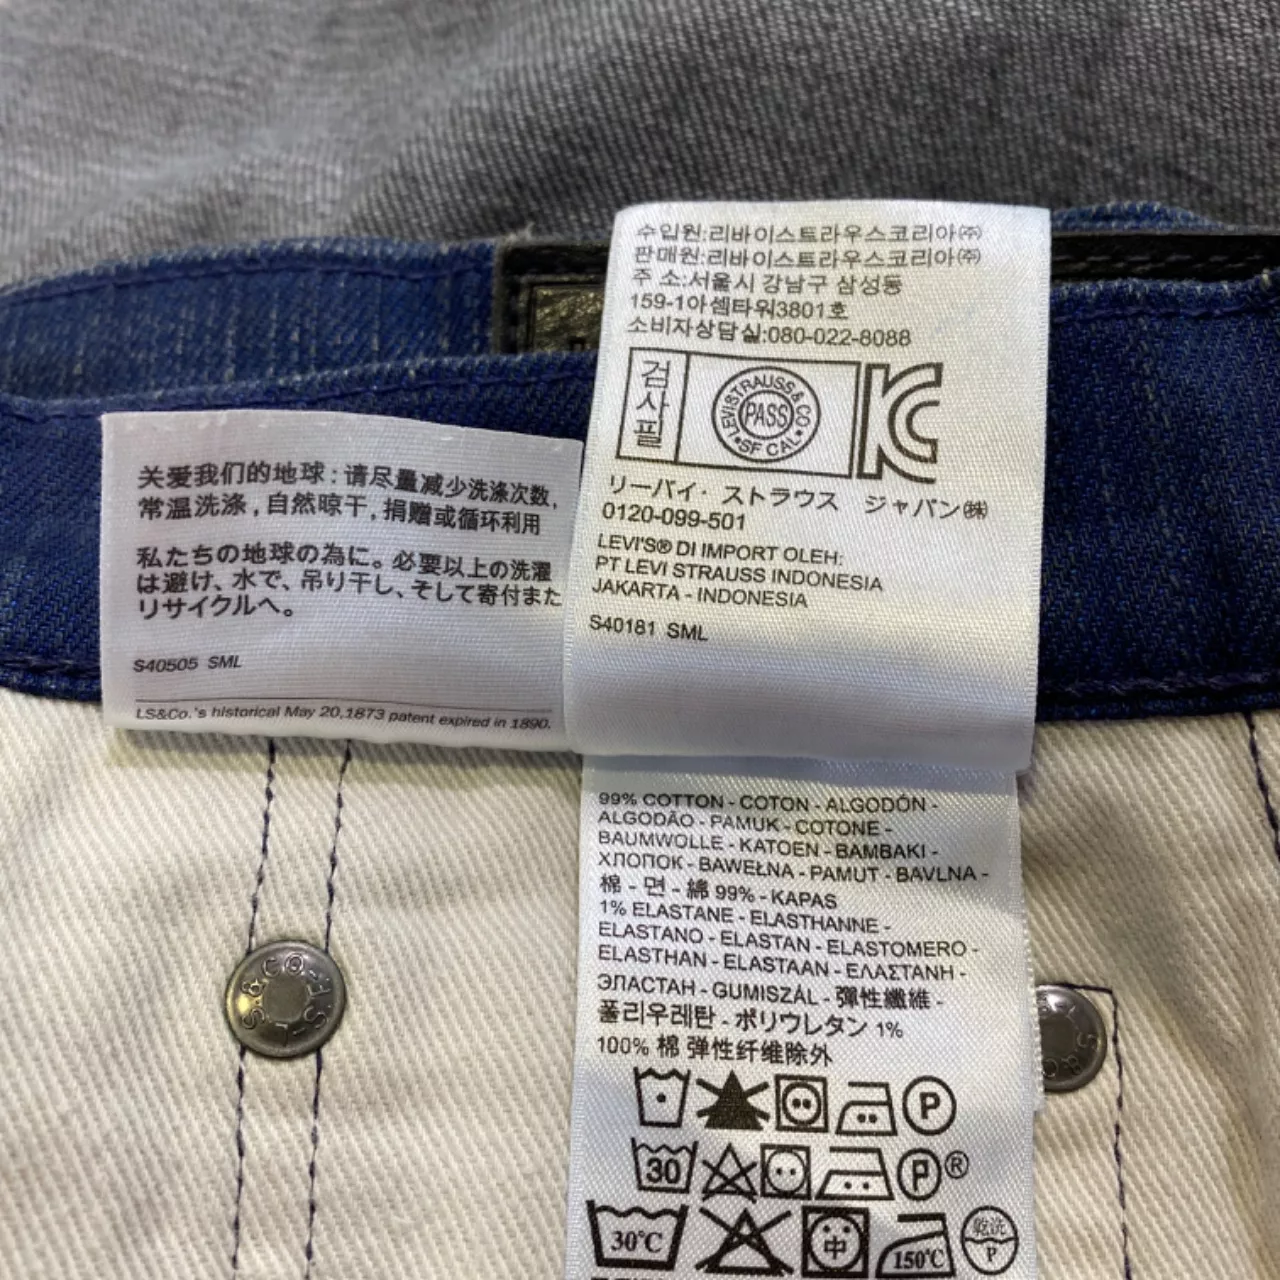 수입원:리바이스트라우스코리아㈜
판매원:리바이스트라우스코리아㈜
주 소:서울시 강남구 삼성동
159-1아셈타워3801호
소비자상담실:080-022-8088
검사필
LEVI STRAUSS & CO
PASS
SF CAL
リーバイ・ストラウス ジャパン㈱
0120-099-501
LEVI'S® DI IMPORT OLEH:
PT LEVI STRAUSS INDONESIA
JAKARTA - INDONESIA
S40181 SML
关爱我们的地球:请尽量减少洗涤次数,
常温洗涤,自然晾干,捐赠或循环利用
私たちの地球の為に。必要以上の洗濯
は避け、水で、吊り干し、そして寄付また
リサイクルへ。
S40505 SML
LS&Co.'s historical May 20,1873 patent expired in 1890.
99% COTTON - COTON - ALGODÓN -
ALGODÃO - PAMUK - COTONE -
BAUMWOLLE - KATOEN - BAMBAKI -
ХЛОПОК - BAWEŁNA - PAMUT - BAVLNA -
棉 - 면 - 綿 99% - KAPAS
1% ELASTANE - ELASTHANNE -
ELASTANO - ELASTAN - ELASTOMERO -
ELASTHAN - ELASTAAN - ΕΛΑΣΤΑΝΗ -
ЭЛАСТАН - GUMISZÁL - 彈性纖維 -
폴리우레탄 - ポリウレタン 1%
100% 棉 弹性纤维除外
P
30 P ®
30℃ 中 150℃ 乾洗 P
L.S.&CO.